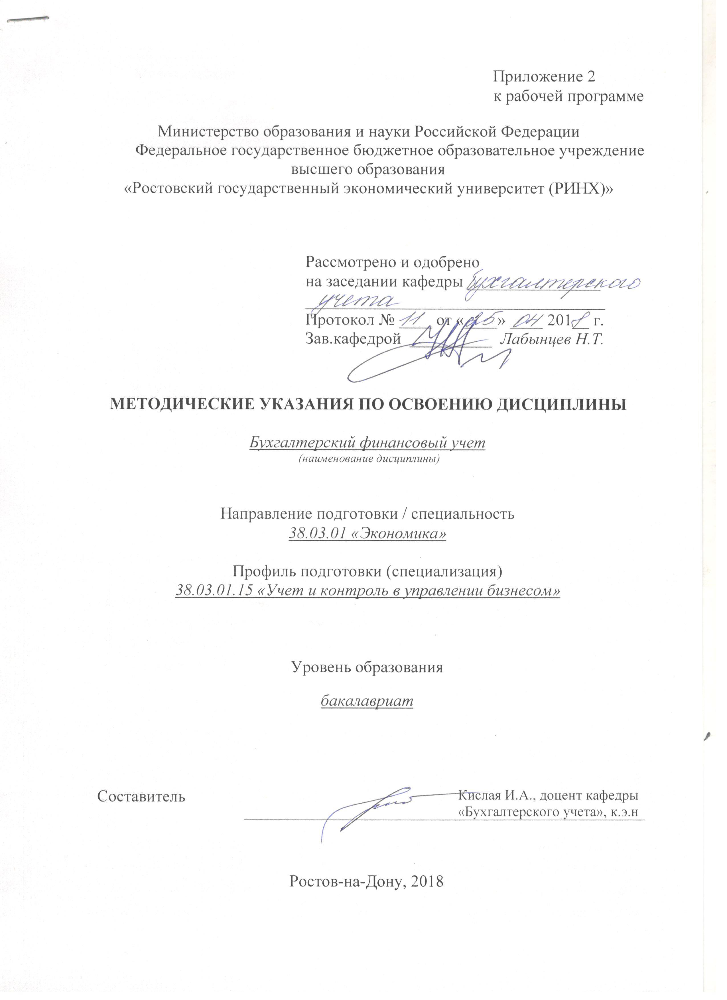 Приложение 2
к рабочей программе
Министерство образования и науки Российской Федерации
Федеральное государственное бюджетное образовательное учреждение
высшего образования
«Ростовский государственный экономический университет (РИНХ)»
Рассмотрено и одобрено
на заседании кафедры бухгалтерского
учета
Протокол № 11 от «25» 04 2018 г.
Зав.кафедрой Лабынцев Н.Т.
МЕТОДИЧЕСКИЕ УКАЗАНИЯ ПО ОСВОЕНИЮ ДИСЦИПЛИНЫ
Бухгалтерский финансовый учет
(наименование дисциплины)
Направление подготовки / специальность
38.03.01 «Экономика»
Профиль подготовки (специализация)
38.03.01.15 «Учет и контроль в управлении бизнесом»
Уровень образования
бакалавриат
Составитель Кислая И.А., доцент кафедры
«Бухгалтерского учета», к.э.н
Ростов-на-Дону, 2018